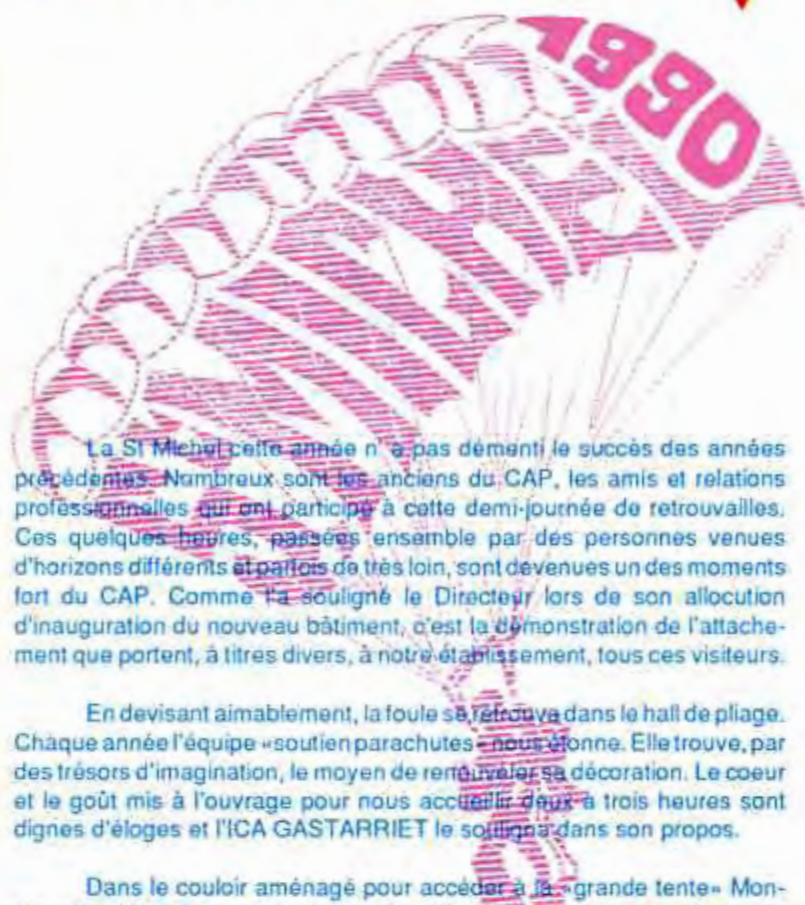 1990
La St Michel cette année n' a pas démenti le succès des années
précédentes. Nombreux sont les anciens du CAP, les amis et relations
professionnelles qui ont participé à cette demi-journée de retrouvailles.
Ces quelques heures, passées ensemble par des personnes venues
d'horizons différents et parfois de très loin, sont devenues un des moments
fort du CAP. Comme l'a souligné le Directeur lors de son allocution
d'inauguration du nouveau bâtiment, c'est la démonstration de l'attache-
ment que portent, à titres divers, à notre établissement, tous ces visiteurs.
En devisant aimablement, la foule se retrouve dans le hall de pliage.
Chaque année l'équipe «soutien parachutes» nous étonne. Elle trouve, par
des trésors d'imagination, le moyen de renouveler sa décoration. Le coeur
et le goût mis à l'ouvrage pour nous accueillir deux à trois heures sont
dignes d'éloges et l'ICA GASTARRIET le souligna dans son propos.
Dans le couloir aménagé pour accéder à la «grande tente» Mon-